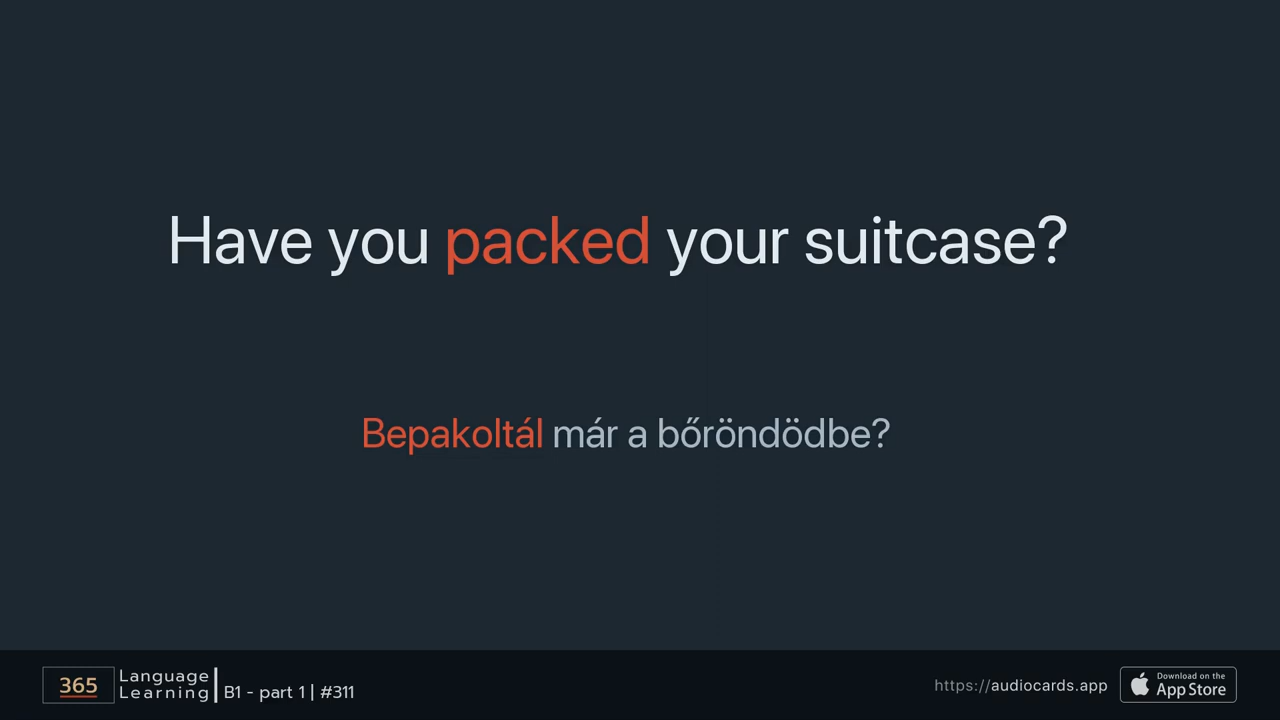 Have you packed your suitcase?
Bepakoltál már a bőröndödbe?
365
Language
Learning
B1 - part 1 | #311
https://audiocards.app
Download on the
App Store